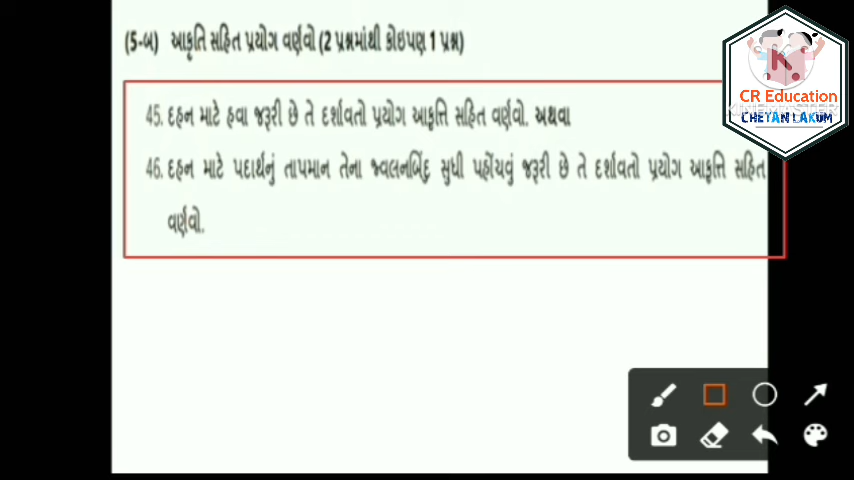 (5-બ) આકૃતિ સહિત પ્રયોગ વર્ણવો (2 પ્રશ્નમાંથી કોઇપણ 1 પ્રશ્ન)
45. દહન માટે હવા જરૂરી છે તે દર્શાવતો પ્રયોગ આકૃતિ સહિત વર્ણવો. અથવા
46. દહન માટે પદાર્થનું તાપમાન તેના જ્વલનબિંદુ સુધી પહોંચવું જરૂરી છે તે દર્શાવતો પ્રયોગ આકૃતિ સહિત
વર્ણવો.
K
CR Education
CHETAN LAKUM